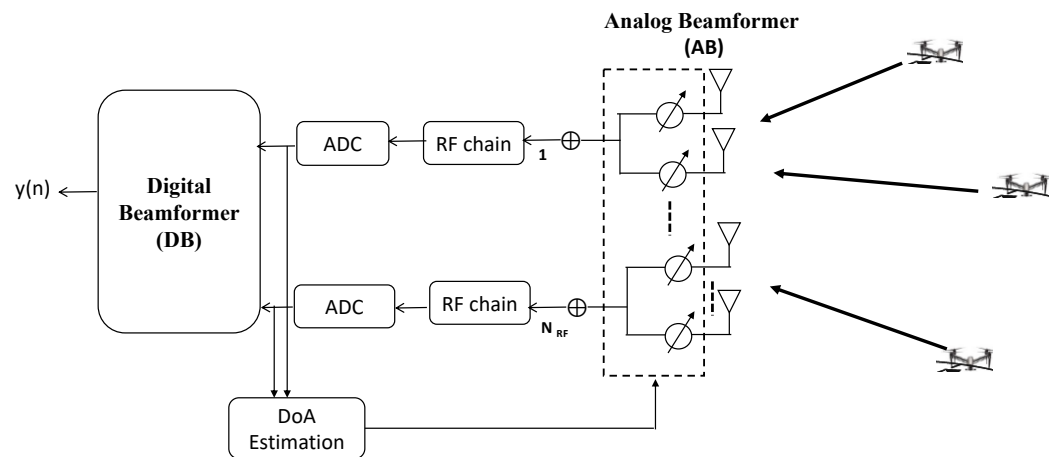 Analog Beamformer
(AB)
ADC
RF chain
1
y(n)
Digital
Beamformer
(DB)
ADC
RF chain
N RF
DoA
Estimation